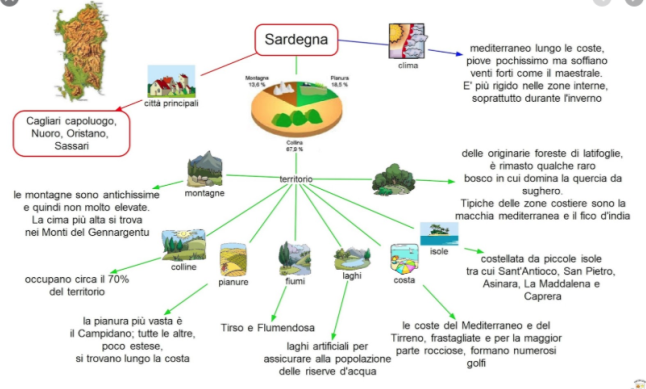 Sardegna
clima
mediterraneo lungo le coste,
piove pochissimo ma soffiano
venti forti come il maestrale.
E' più rigido nelle zone interne,
soprattutto durante l'inverno
città principali
Cagliari capoluogo,
Nuoro, Oristano,
Sassari
Montagne
13,6 %
Pianura
18,5 %
Collina
67,9 %
territorio
montagne
le montagne sono antichissime
e quindi non molto elevate.
La cima più alta si trova
nei Monti del Gennargentu
delle originarie foreste di latifoglie,
è rimasto qualche raro
bosco in cui domina la quercia da
sughero.
Tipiche delle zone costiere sono la
macchia mediterranea e il fico d'india
colline
occupano circa il 70%
del territorio
pianure
la pianura più vasta è
il Campidano; tutte le altre,
poco estese,
si trovano lungo la costa
fiumi
Tirso e Flumendosa
laghi
laghi artificiali per
assicurare alla popolazione
delle riserve d'acqua
costa
le coste del Mediterraneo e del
Tirreno, frastagliate e per la maggior
parte rocciose, formano numerosi
golfi
isole
costellata da piccole isole
tra cui Sant'Antioco, San Pietro,
Asinara, La Maddalena e
Caprera